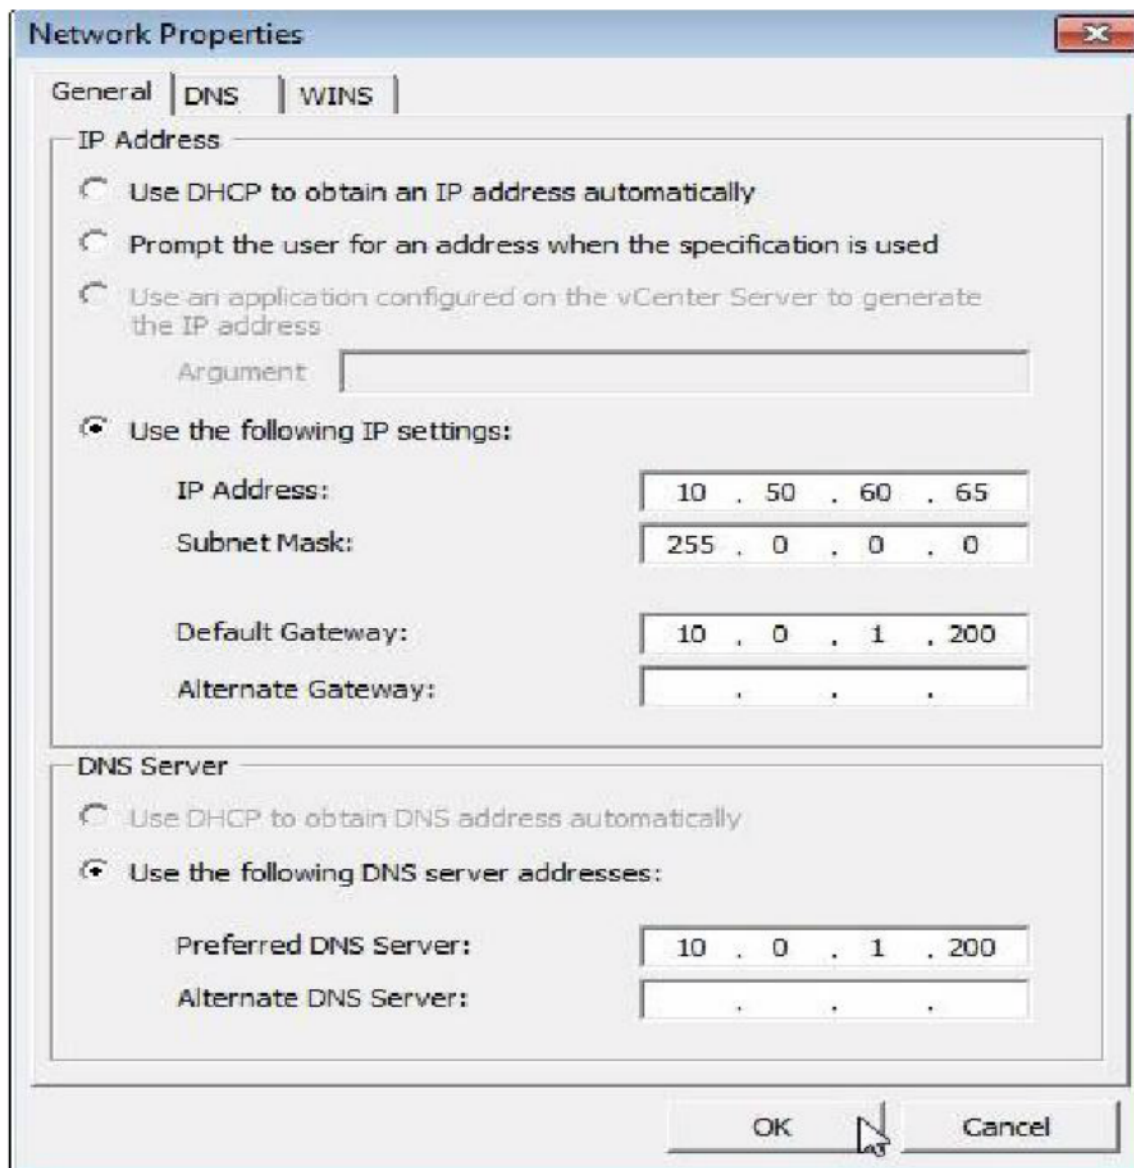 Network Properties
General DNS WINS
IP Address
Use DHCP to obtain an IP address automatically
Prompt the user for an address when the specification is used
Use an application configured on the vCenter Server to generate
the IP address
Argument
Use the following IP settings:
IP Address: 10 . 50 . 60 . 65
Subnet Mask: 255 . 0 . 0 . 0
Default Gateway: 10 . 0 . 1 . 200
Alternate Gateway: . . .
DNS Server
Use DHCP to obtain DNS address automatically
Use the following DNS server addresses:
Preferred DNS Server: 10 . 0 . 1 . 200
Alternate DNS Server: . . .
OK Cancel